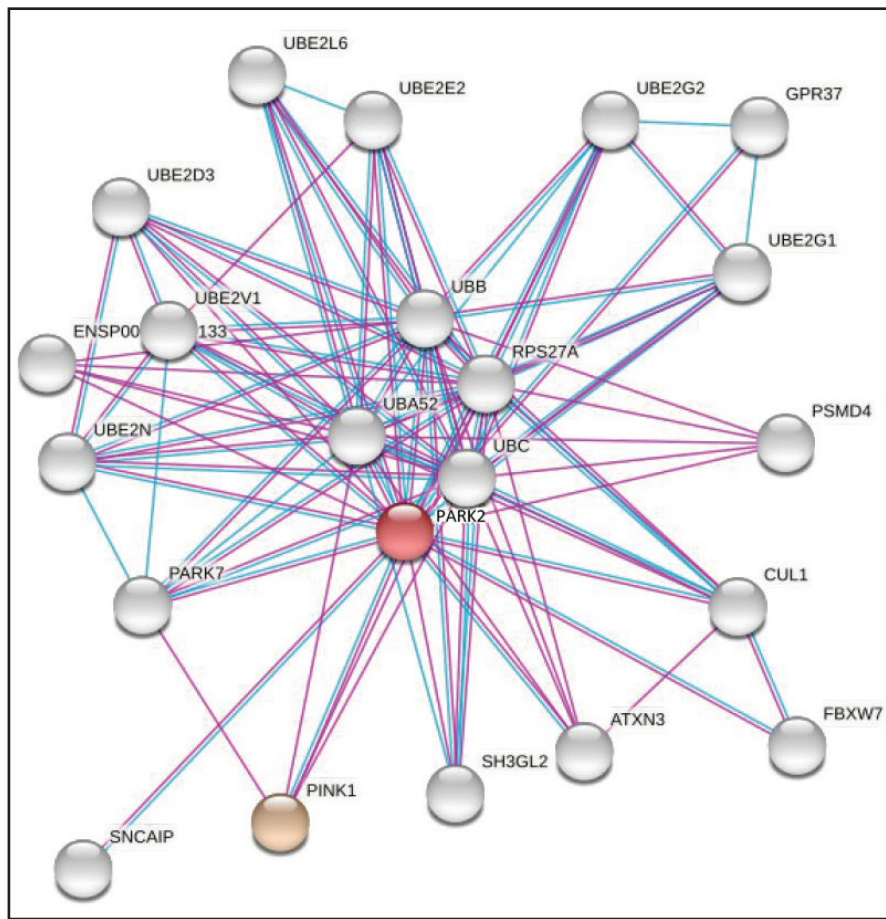 UBE2L6
UBE2E2
UBE2G2
GPR37
UBE2D3
UBE2G1
UBE2V1
UBB
ENSP00 133
RPS27A
UBA52
PSMD4
UBE2N
UBC
PARK2
PARK7
CUL1
ATXN3
FBXW7
SH3GL2
PINK1
SNCAIP